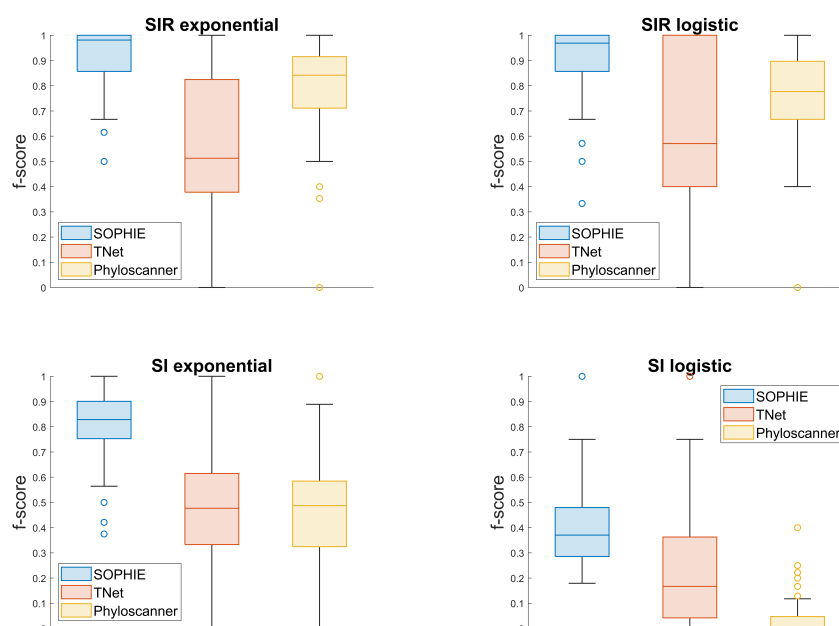 SIR exponential
1
0.9
0.8
0.7
0.6
0.5
0.4
0.3
0.2
0.1
0
f-score
SOPHIE
TNet
Phyloscanner
SIR logistic
1
0.9
0.8
0.7
0.6
0.5
0.4
0.3
0.2
0.1
0
f-score
SOPHIE
TNet
Phyloscanner
SI exponential
1
0.9
0.8
0.7
0.6
0.5
0.4
0.3
0.2
0.1
f-score
SOPHIE
TNet
Phyloscanner
SI logistic
1
0.9
0.8
0.7
0.6
0.5
0.4
0.3
0.2
0.1
f-score
SOPHIE
TNet
Phyloscanner